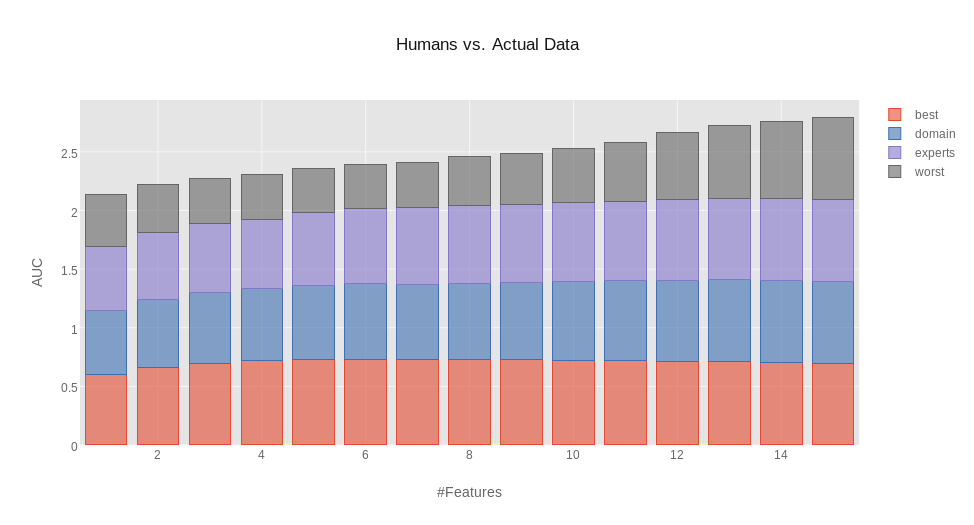 Humans vs. Actual Data
best
domain
experts
worst
AUC
2.5
2
1.5
1
0.5
0
2 4 6 8 10 12 14
#Features